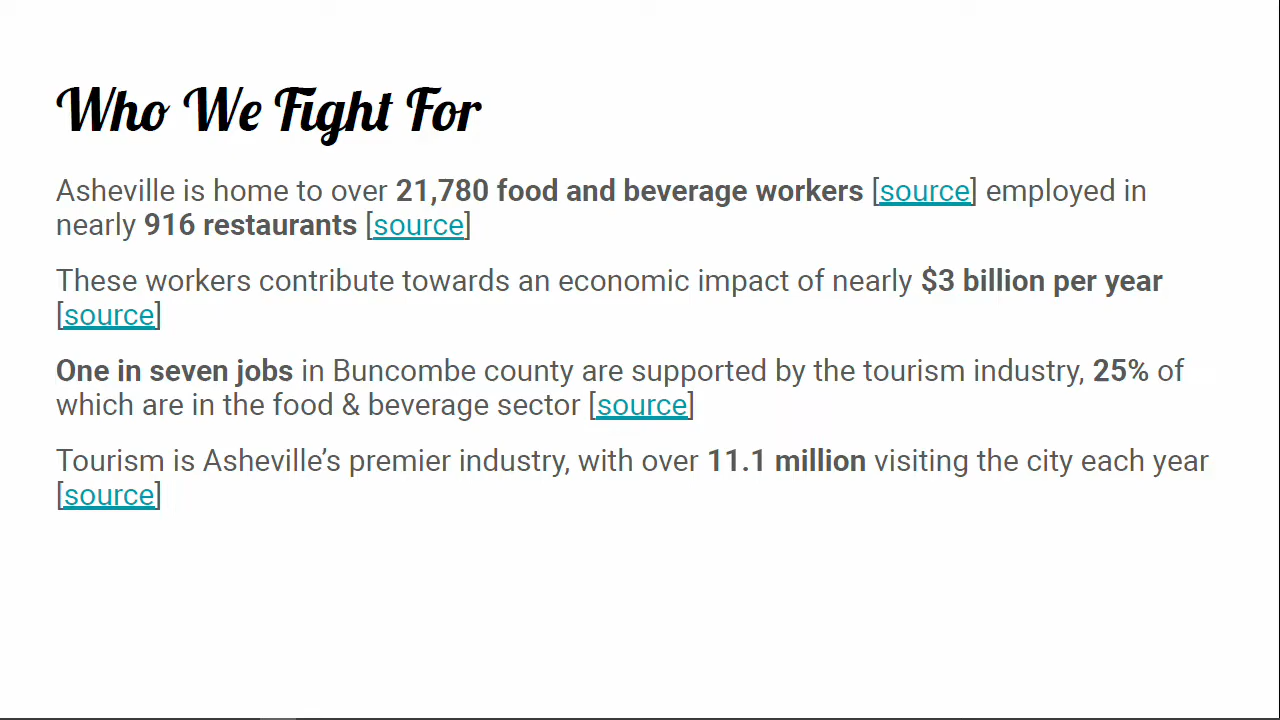 Who We Fight For
Asheville is home to over 21,780 food and beverage workers [source] employed in
nearly 916 restaurants [source]
These workers contribute towards an economic impact of nearly $3 billion per year
[source]
One in seven jobs in Buncombe county are supported by the tourism industry, 25% of
which are in the food & beverage sector [source]
Tourism is Asheville’s premier industry, with over 11.1 million visiting the city each year
[source]